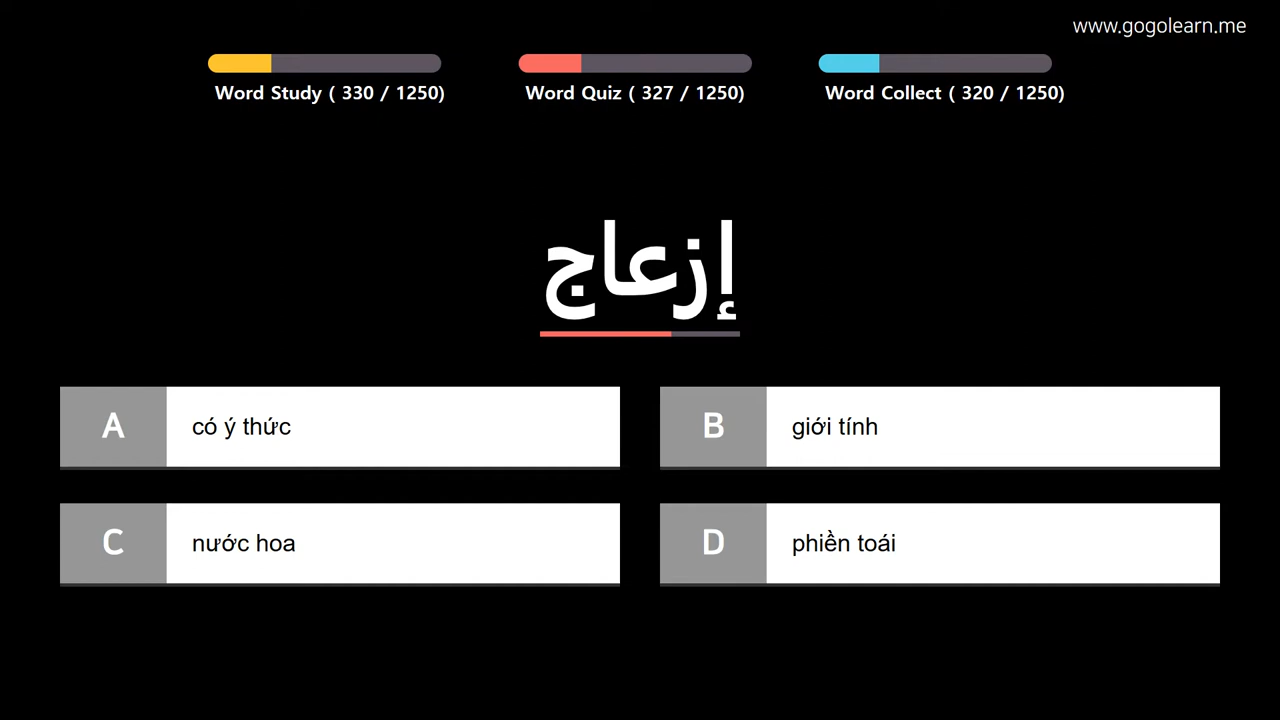 www.gogolearn.me
Word Study ( 330 / 1250)
Word Quiz ( 327 / 1250)
Word Collect ( 320 / 1250)
إزعاج
A
có ý thức
B
giới tính
C
nước hoa
D
phiền toái